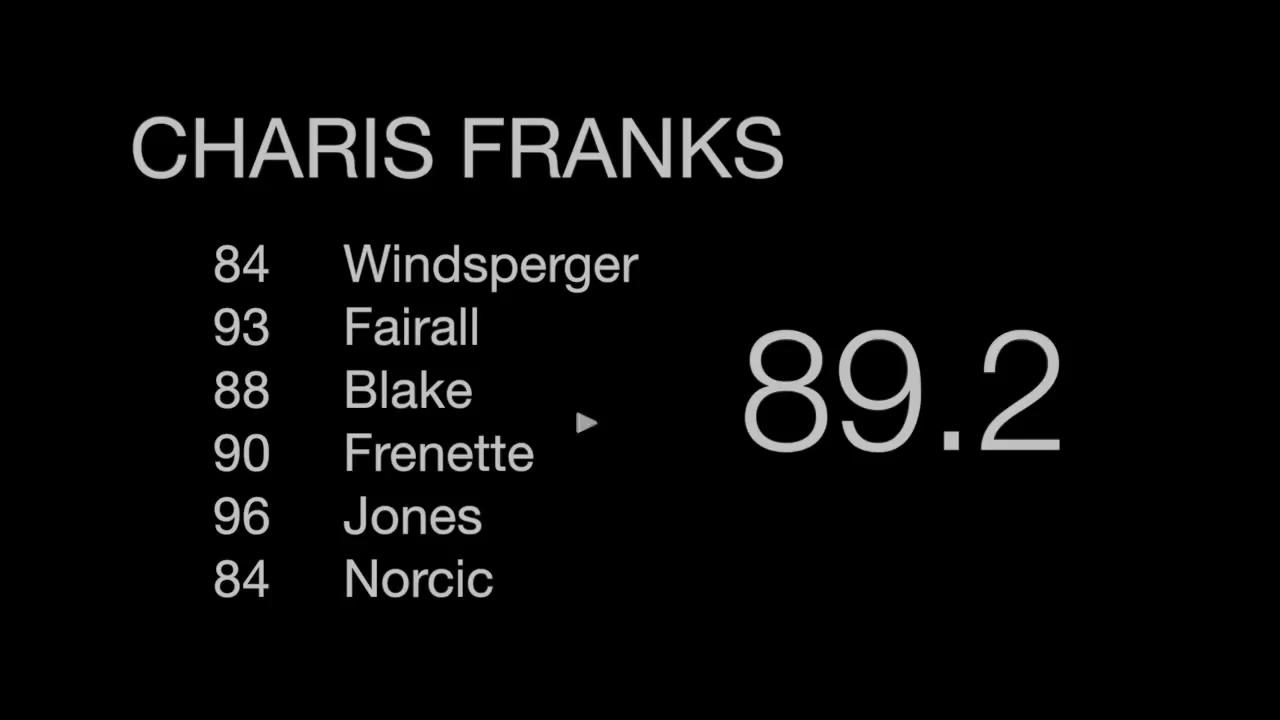 CHARIS FRANKS
84 Windsperger
93 Fairall
88 Blake
90 Frenette
96 Jones
84 Norcic
89.2